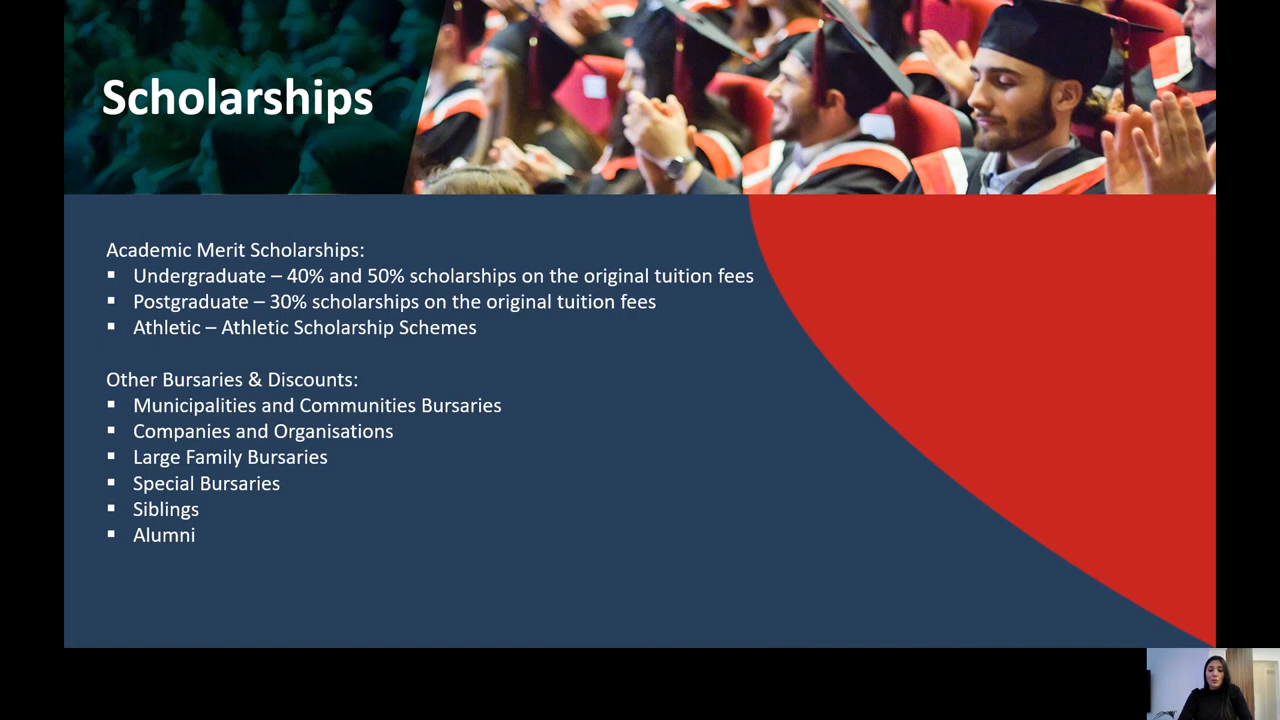 Scholarships
Academic Merit Scholarships:
▪ Undergraduate – 40% and 50% scholarships on the original tuition fees
▪ Postgraduate – 30% scholarships on the original tuition fees
▪ Athletic – Athletic Scholarship Schemes
Other Bursaries & Discounts:
▪ Municipalities and Communities Bursaries
▪ Companies and Organisations
▪ Large Family Bursaries
▪ Special Bursaries
▪ Siblings
▪ Alumni